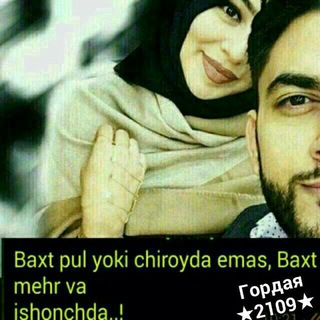 Baxt pul yoki chiroyda emas, Baxt
mehr va
ishonchda..!
Гордая
★2109★